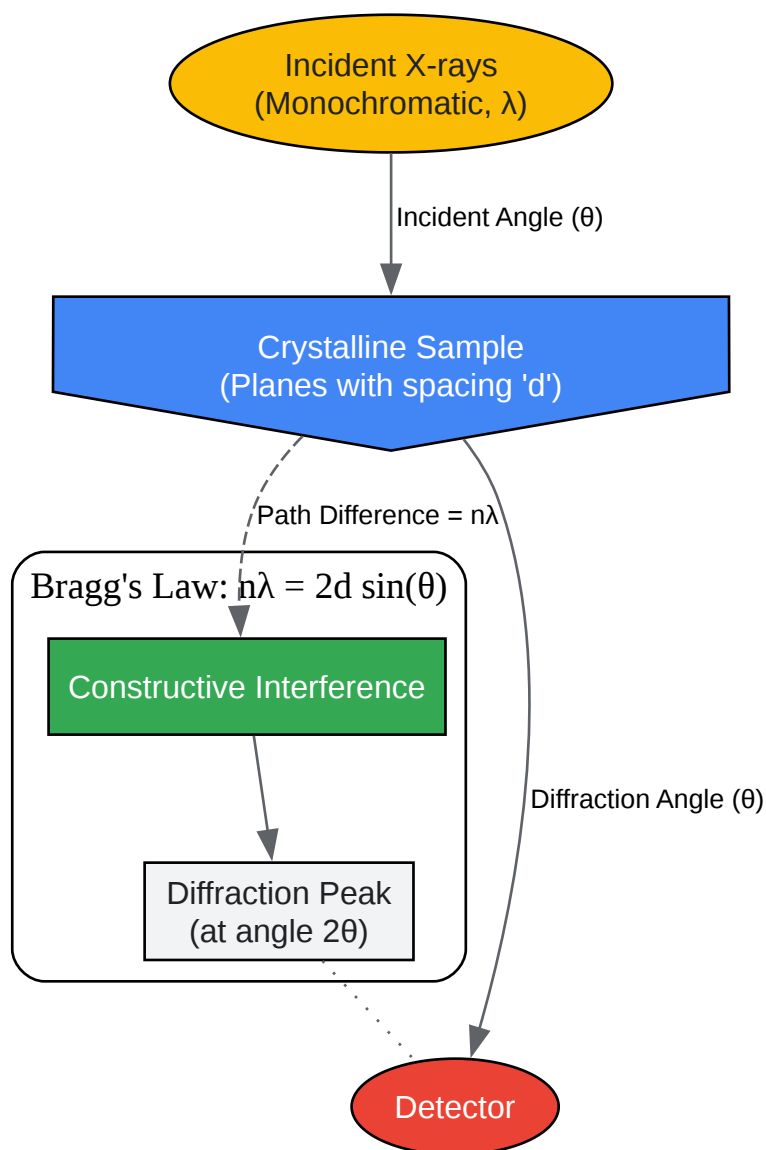 Incident X-rays
(Monochromatic, λ)
Incident Angle (θ)
Crystalline Sample
(Planes with spacing 'd')
Path Difference = nλ
Bragg's Law: nλ = 2d sin(θ)
Constructive Interference
Diffraction Angle (θ)
Diffraction Peak
(at angle 2θ)
Detector